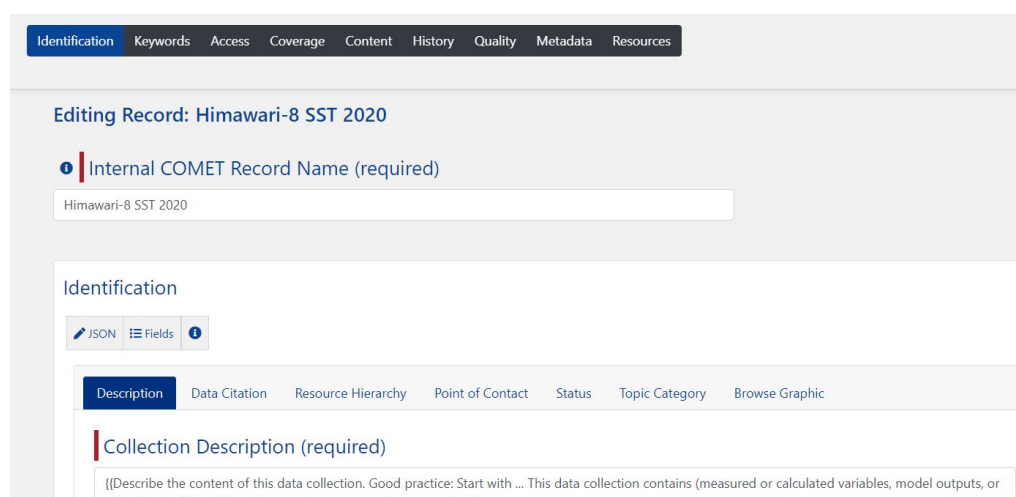 Identification Keywords Access Coverage Content History Quality Metadata Resources
Editing Record: Himawari-8 SST 2020
Internal COMET Record Name (required)
Himawari-8 SST 2020
Identification
JSON Fields
Description Data Citation Resource Hierarchy Point of Contact Status Topic Category Browse Graphic
Collection Description (required)
{{Describe the content of this data collection. Good practice: Start with ... This data collection contains (measured or calculated variables, model outputs, or